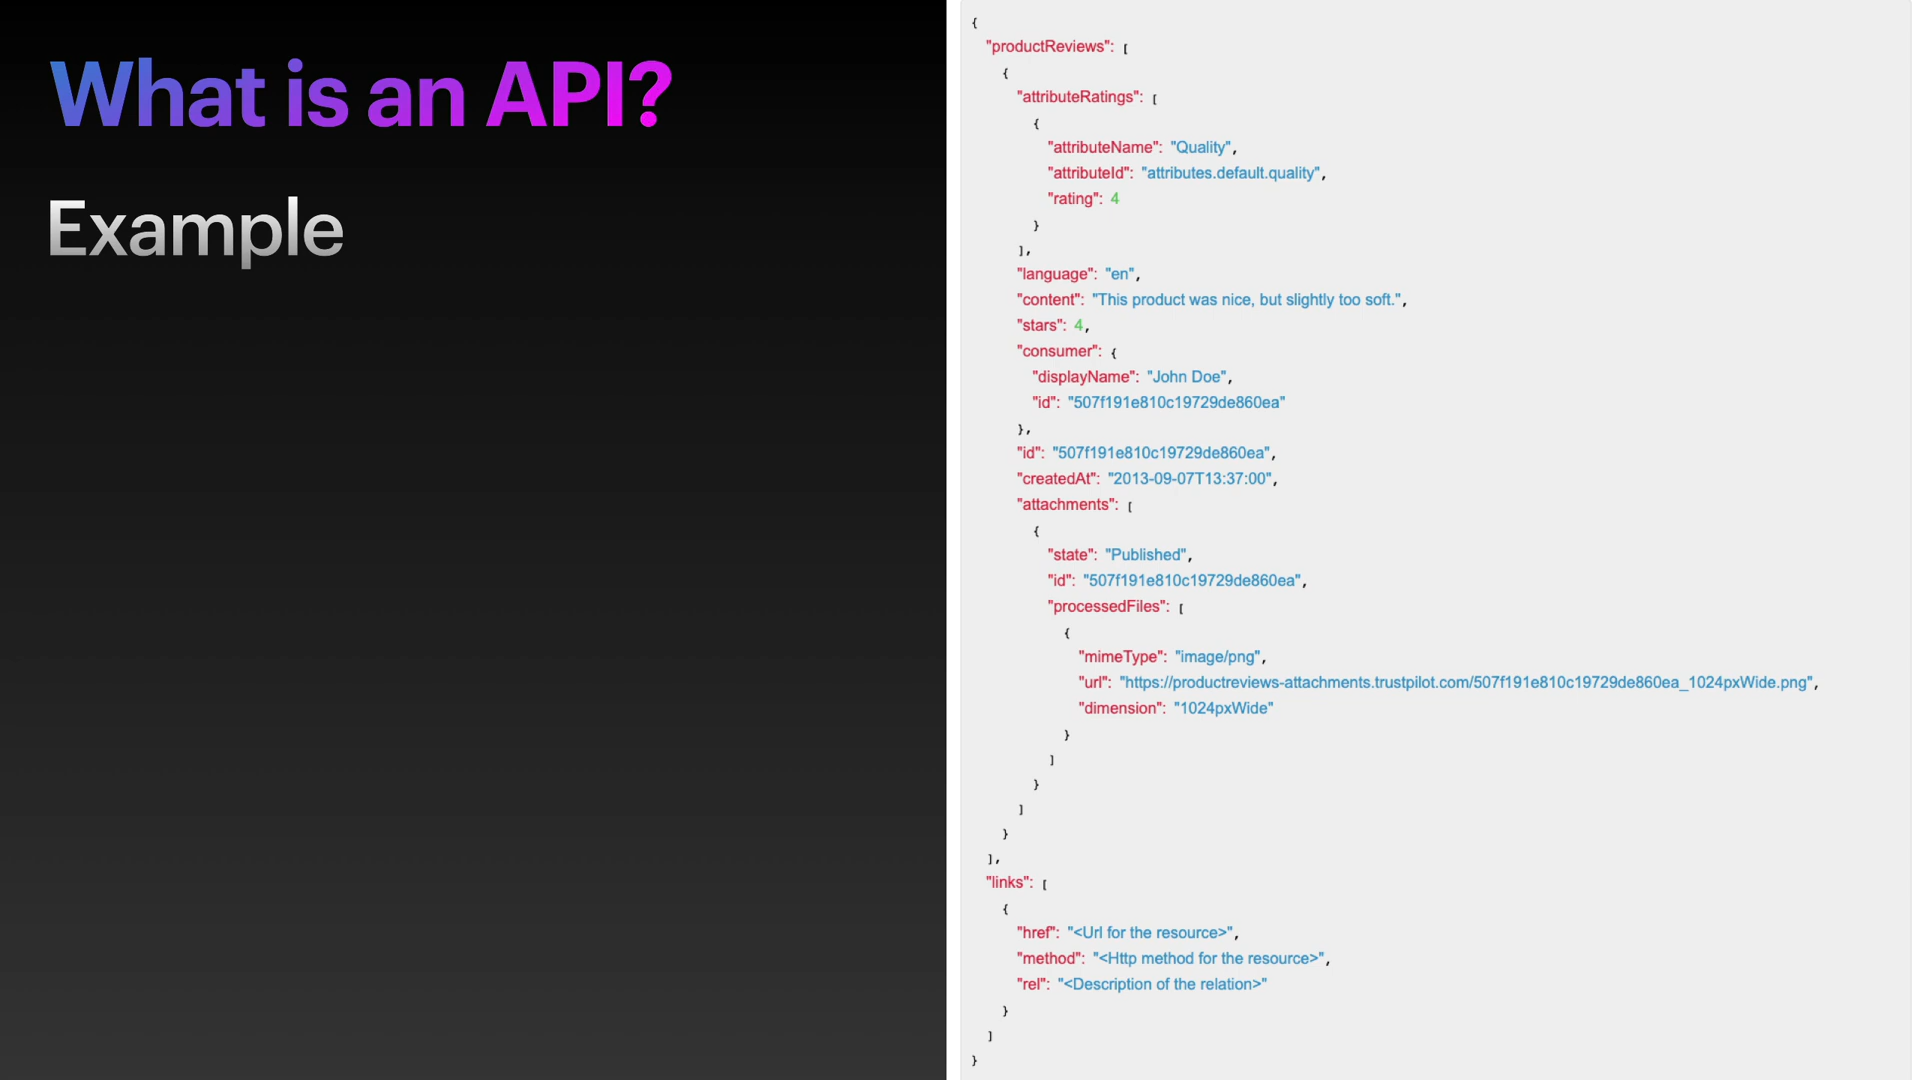 What is an API?
Example
{
"productReviews": [
{
"attributeRatings": [
{
"attributeName": "Quality",
"attributeId": "attributes.default.quality",
"rating": 4
}
],
"language": "en",
"content": "This product was nice, but slightly too soft.",
"stars": 4,
"consumer": {
"displayName": "John Doe",
"id": "507f191e810c19729de860ea"
},
"id": "507f191e810c19729de860ea",
"createdAt": "2013-09-07T13:37:00",
"attachments": [
{
"state": "Published",
"id": "507f191e810c19729de860ea",
"processedFiles": [
{
"mimeType": "image/png",
"url": "https://productreviews-attachments.trustpilot.com/507f191e810c19729de860ea_1024pxWide.png",
"dimension": "1024pxWide"
}
]
}
]
}
],
"links": [
{
"href": "<Url for the resource>",
"method": "<Http method for the resource>",
"rel": "<Description of the relation>"
}
]
}